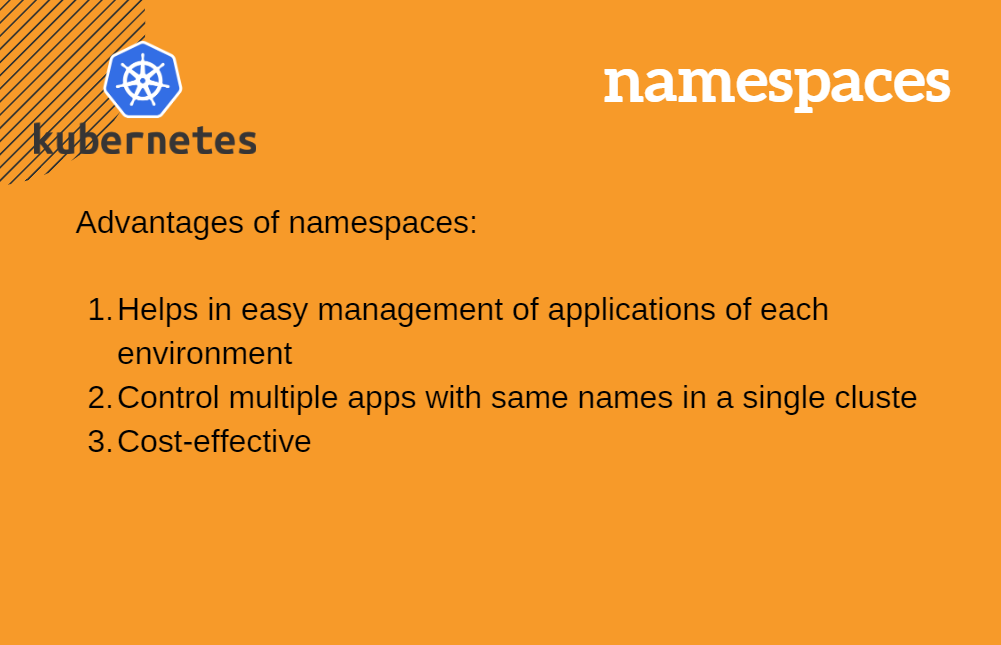 namespaces
kubernetes
Advantages of namespaces:
1. Helps in easy management of applications of each
environment
2. Control multiple apps with same names in a single cluste
3. Cost-effective